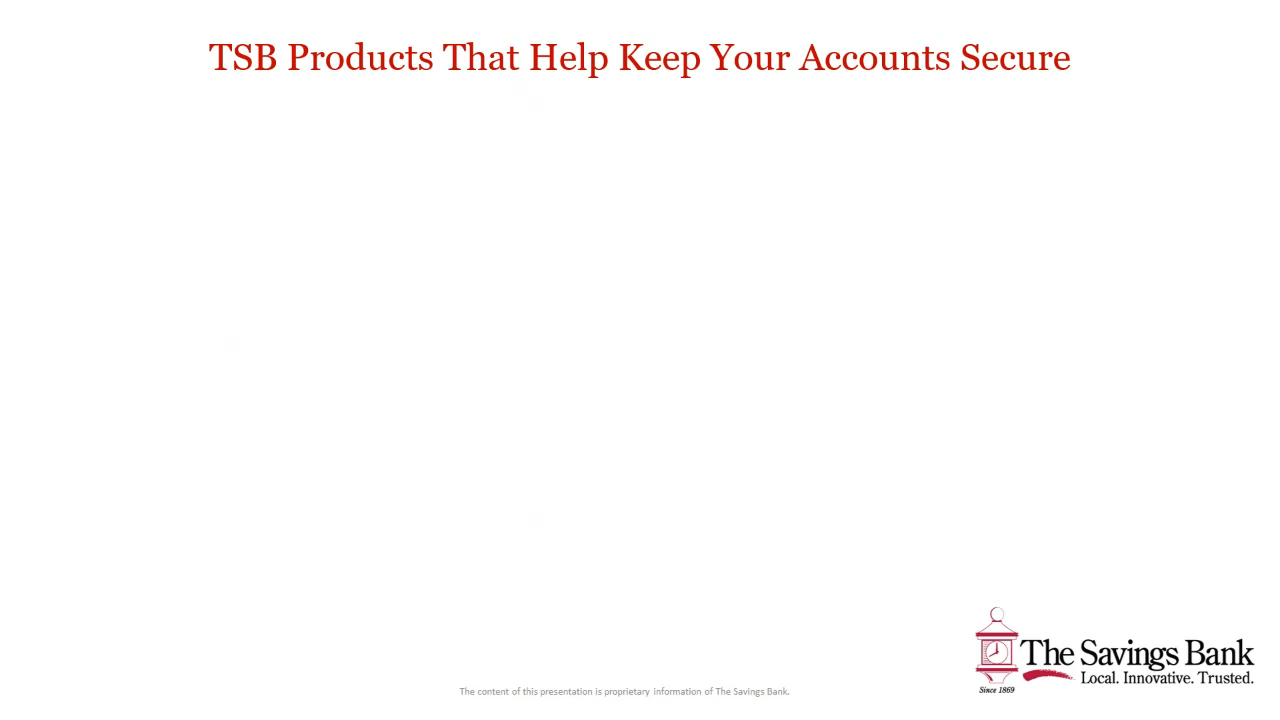 TSB Products That Help Keep Your Accounts Secure
The Savings Bank
Local. Innovative. Trusted.
Since 1869
The content of this presentation is proprietary information of The Savings Bank.